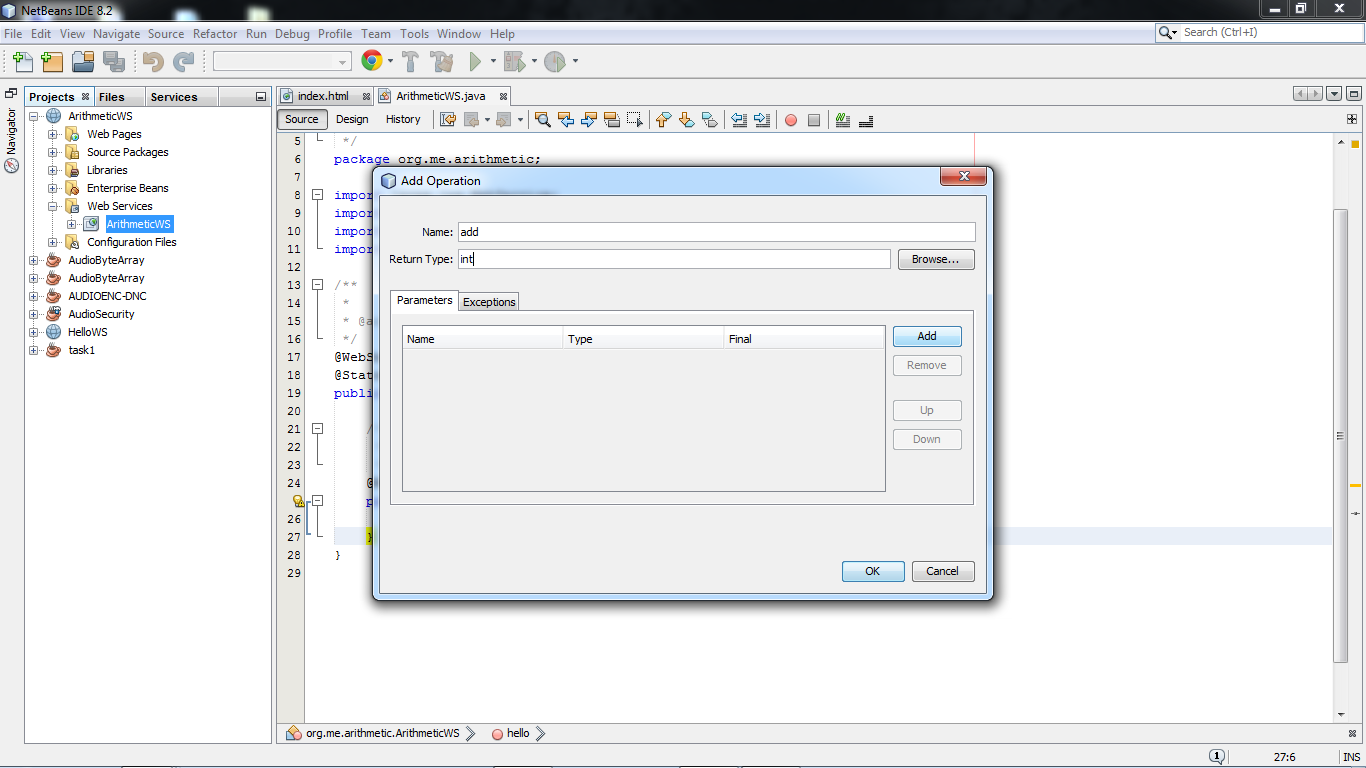 NetBeans IDE 8.2
File Edit View Navigate Source Refactor Run Debug Profile Team Tools Window Help
Search (Ctrl+I)
Projects Files Services
Navigator
ArithmeticWS
Web Pages
Source Packages
Libraries
Enterprise Beans
Web Services
ArithmeticWS
Configuration Files
AudioByteArray
AudioByteArray
AUDIOENC-DNC
AudioSecurity
HelloWS
task1
index.html ArithmeticWS.java
Source Design History
5 */
6 package org.me.arithmetic;
7
8 impor
9 impor
10 impor
11 impor
12
13 /**
14 *
15 * @a
16 */
17 @WebS
18 @Stat
19 publi
20
21 /
22
23
24 @
p
26
27 }
28 }
29
Add Operation
Name: add
Return Type: int
Browse...
Parameters Exceptions
Name Type Final
Add
Remove
Up
Down
OK Cancel
org.me.arithmetic.ArithmeticWS hello
1 27:6 INS